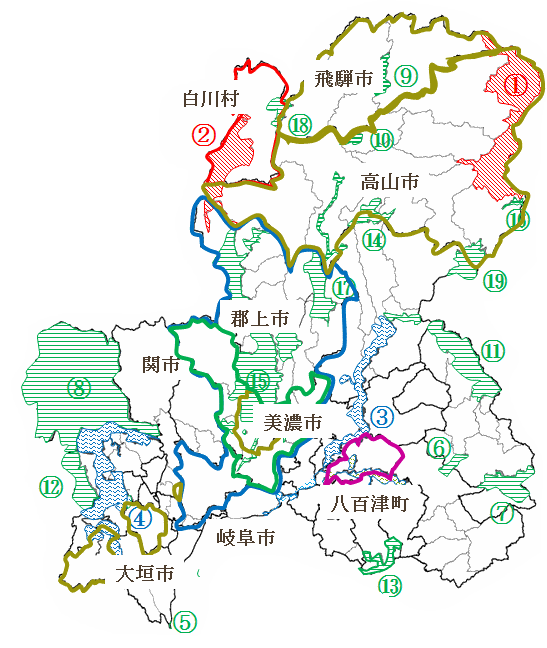 飛騨市
⑨
①
白川村
②
⑱
⑩
高山市
⑯
⑭
⑲
⑰
郡上市
⑪
関市
⑧
⑮
美濃市
③
⑥
⑫
八百津町
⑦
④
岐阜市
大垣市
⑬
⑤